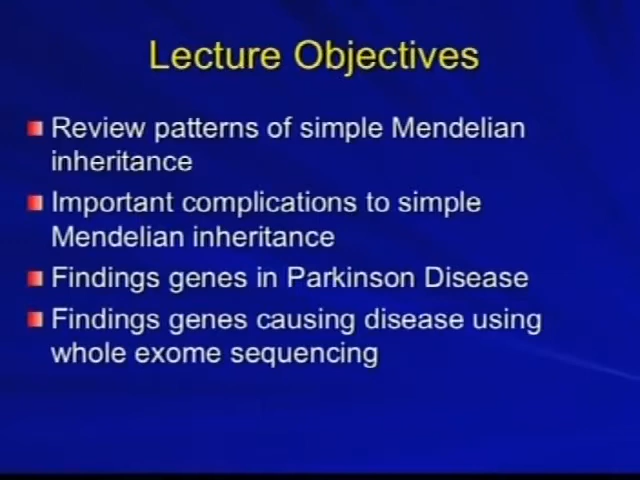 Lecture Objectives
Review patterns of simple Mendelian
inheritance
Important complications to simple
Mendelian inheritance
Findings genes in Parkinson Disease
Findings genes causing disease using
whole exome sequencing